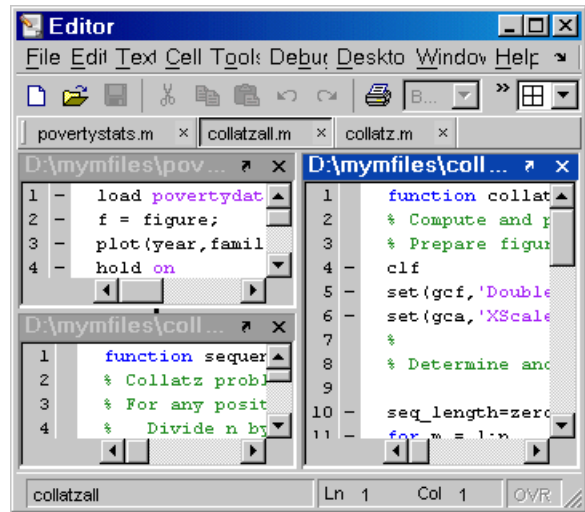 Editor
File Edit Text Cell Tools Debug Deskto Window Help
B...
povertystats.m × collatzall.m × collatz.m ×
D:\mymfiles\pov...
1 - load povertydat
2 - f = figure;
3 - plot(year,famil
4 - hold on
D:\mymfiles\coll...
1 function sequer
2 % Collatz probl
3 % For any posit
4 % Divide n by
D:\mymfiles\coll...
1 function collat
2 % Compute and p
3 % Prepare figur
4 - clf
5 - set(gcf,'Double
6 - set(gca,'XScale
7 %
8 % Determine and
9
10 - seq_length=zero
11 - for m = 1:n
collatzall Ln 1 Col 1 OVR